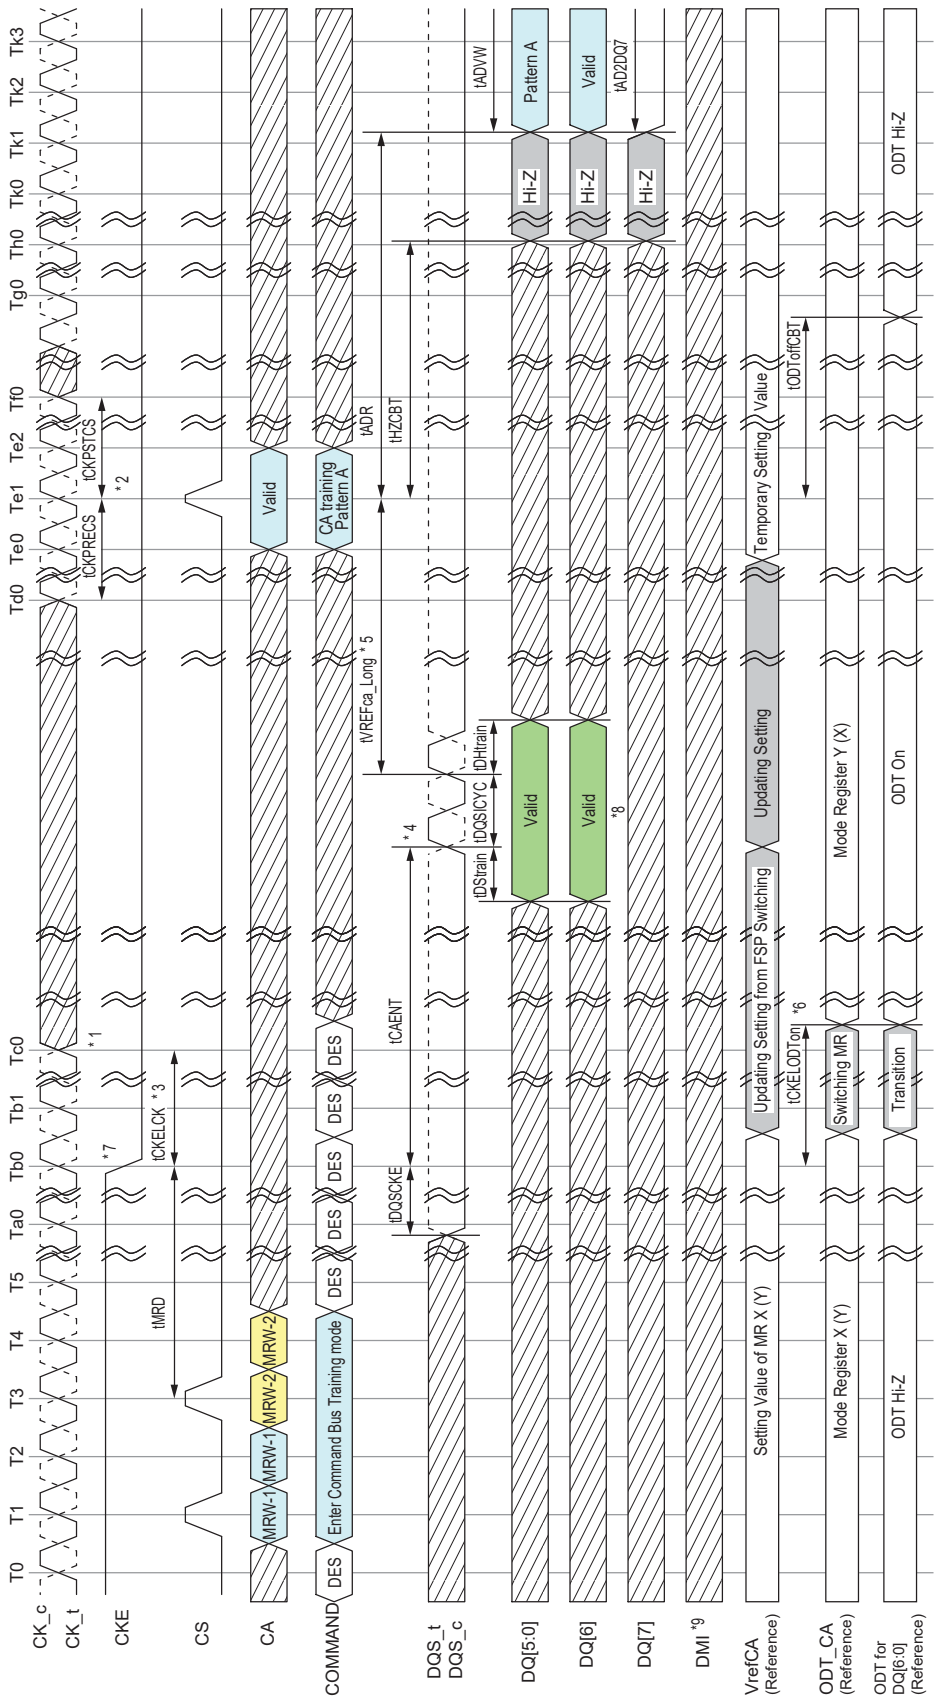 T0 T1 T2 T3 T4 T5 Ta0 Tb0 Tb1 Tc0 Td0 Te0 Te1 Te2 Tf0 Tg0 Th0 Tk0 Tk1 Tk2 Tk3
CK_c
CK_t
*1
tCKPRECS
tCKPSTCS
CKE
*7
*2
tMRD
tCKELCK *3
CS
CA
MRW-1
MRW-1
MRW-2
MRW-2
Valid
COMMAND
DES
Enter Command Bus Training mode
DES
DES
DES
DES
DES
CA training
Pattern A
tVREFca_Long *5
tADR
tDQSCKE
tCAENT
*4
tHZCBT
DQS_t
DQS_c
tDStrain
tDQSICYC
tDHtrain
tADVW
DQ[5:0]
Valid
Hi-Z
Pattern A
DQ[6]
Valid
Hi-Z
Valid
*8
tAD2DQ7
DQ[7]
Hi-Z
DMI *9
VrefCA
(Reference)
Setting Value of MR X (Y)
Updating Setting from FSP Switching
Updating Setting
Temporary Setting
Value
tCKELODTon
*6
tODToffCBT
ODT_CA
(Reference)
Mode Register X (Y)
Switching MR
Mode Register Y (X)
ODT for
DQ[6:0]
(Reference)
ODT Hi-Z
Transition
ODT On
ODT Hi-Z